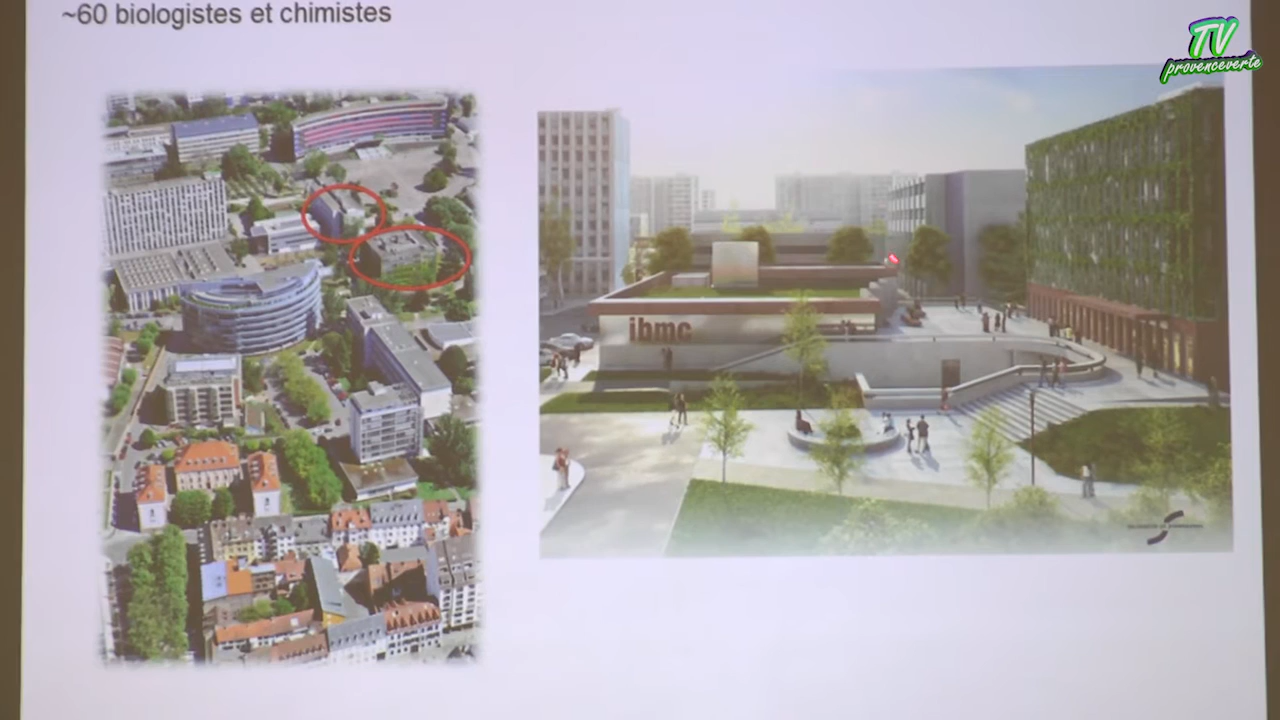 ~60 biologistes et chimistes
TV
provenceverte
ibmc